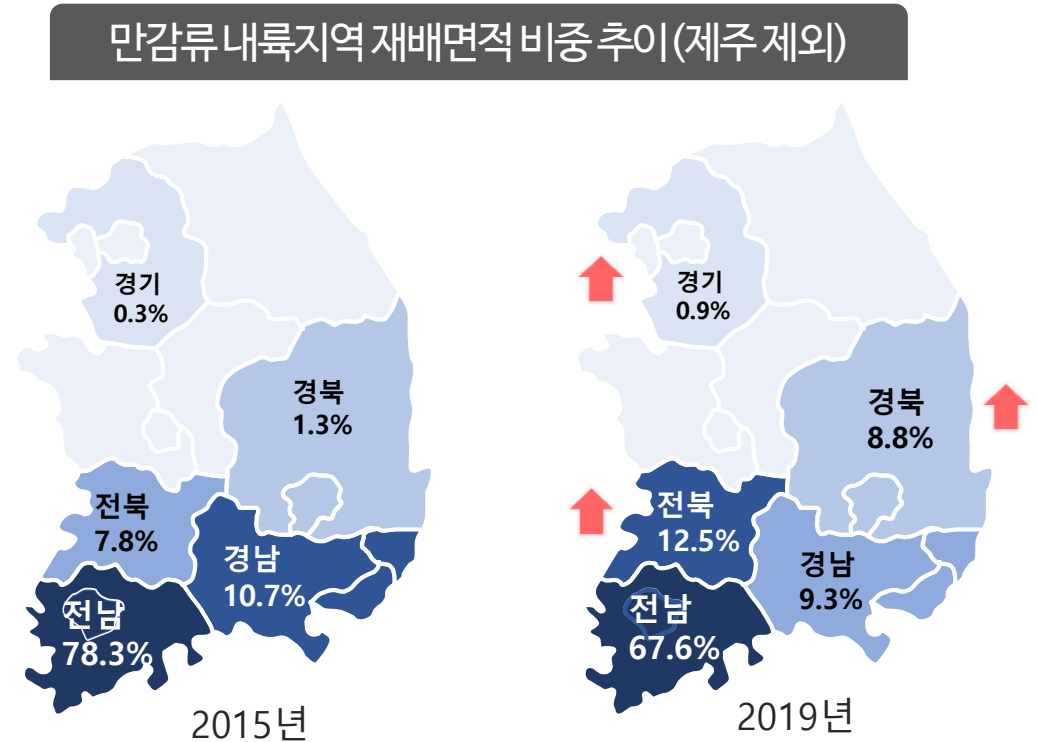 만감류 내륙지역 재배면적 비중 추이 (제주 제외)
경기
0.3%
경북
1.3%
전북
7.8%
경남
10.7%
전남
78.3%
2015년
경기
0.9%
경북
8.8%
전북
12.5%
경남
9.3%
전남
67.6%
2019년